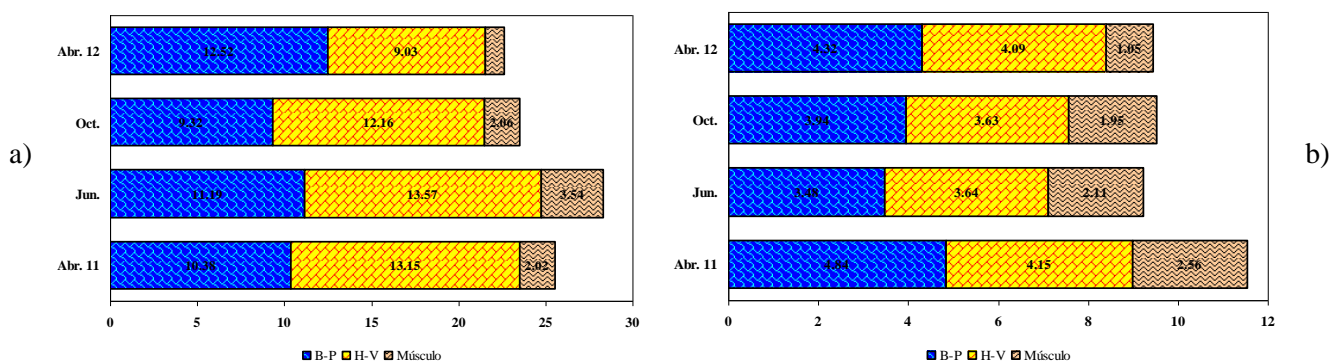 a)
Abr. 12
12.52 9.03
Oct.
9.32 12.16 2.06
Jun.
11.19 13.57 3.54
Abr. 11
10.38 13.15 2.02
0 5 10 15 20 25 30
B-P H-V Músculo
b)
Abr. 12
4.32 4.09 1.05
Oct.
3.94 3.63 1.95
Jun.
3.48 3.64 2.11
Abr. 11
4.84 4.15 2.56
0 2 4 6 8 10 12
B-P H-V Músculo